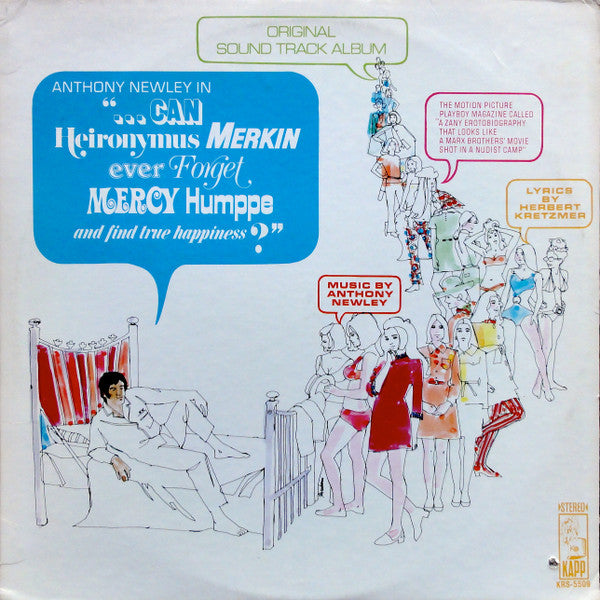 ORIGINAL
SOUND TRACK ALBUM
ANTHONY NEWLEY IN
"...CAN
Heironymus MERKIN
ever Forget
MERCY Humppe
and find true happiness?"
THE MOTION PICTURE
PLAYBOY MAGAZINE CALLED
"A ZANY EROTOBIOGRAPHY
THAT LOOKS LIKE
A MARX BROTHERS' MOVIE
SHOT IN A NUDIST CAMP"
LYRICS
BY
HERBERT
KRETZMER
MUSIC BY
ANTHONY
NEWLEY
STEREO
KAPP
KRS-5509